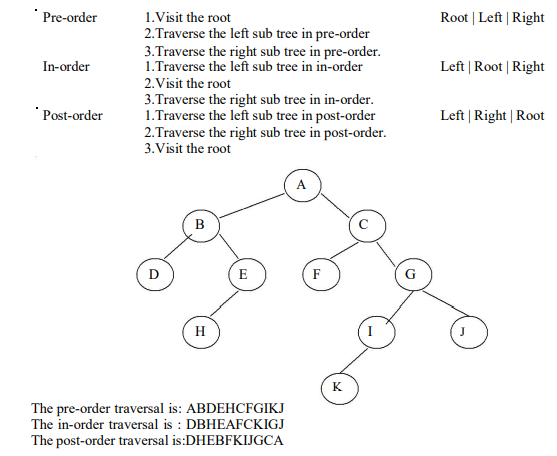 Pre-order 1.Visit the root Root | Left | Right
2.Traverse the left sub tree in pre-order
3.Traverse the right sub tree in pre-order.
In-order 1.Traverse the left sub tree in in-order Left | Root | Right
2.Visit the root
3.Traverse the right sub tree in in-order.
Post-order 1.Traverse the left sub tree in post-order Left | Right | Root
2.Traverse the right sub tree in post-order.
3.Visit the root
A
B C
D E F G
H I J
K
The pre-order traversal is: ABDEHCFGIKJ
The in-order traversal is : DBHEAFCKIGJ
The post-order traversal is:DHEBFKIJGCA